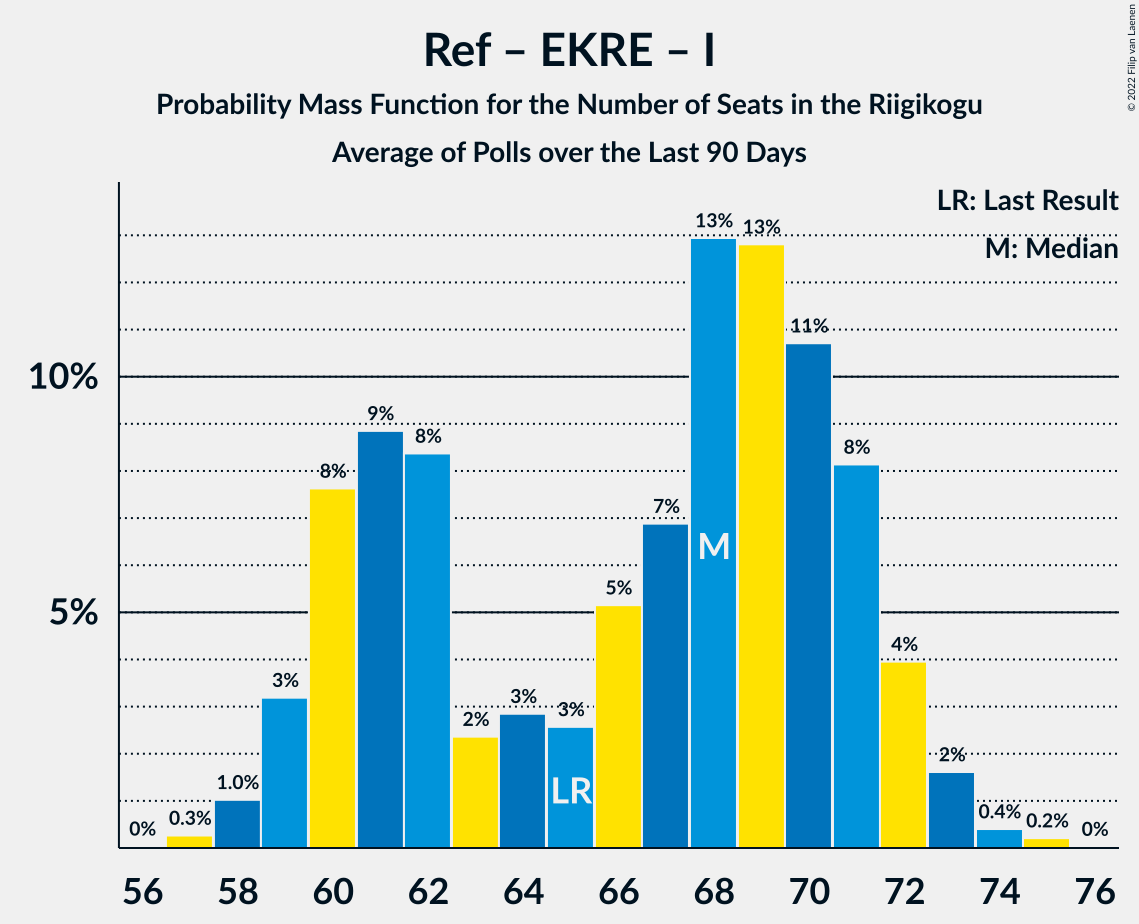 Ref – EKRE – I
Probability Mass Function for the Number of Seats in the Riigikogu
Average of Polls over the Last 90 Days
© 2022 Filip van Laenen
LR: Last Result
M: Median
10%
5%
0%
0.3%
1.0%
3%
8%
9%
8%
2%
3%
3%
5%
7%
13%
13%
11%
8%
4%
2%
0.4%
0.2%
0%
LR
M
56 58 60 62 64 66 68 70 72 74 76